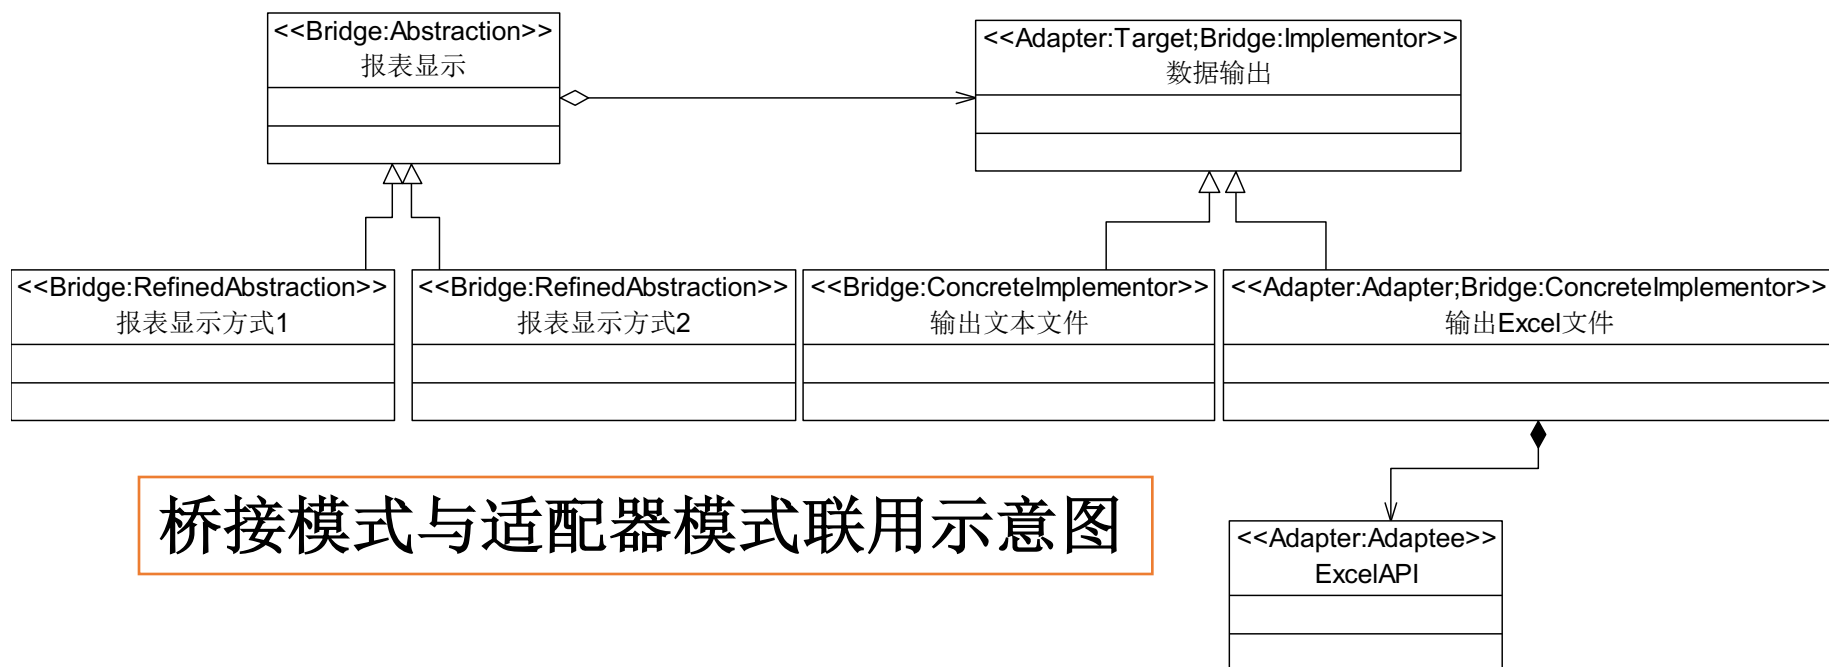 <<Bridge:Abstraction>>
报表显示
<<Adapter:Target;Bridge:Implementor>>
数据输出
<<Bridge:RefinedAbstraction>>
报表显示方式1
<<Bridge:RefinedAbstraction>>
报表显示方式2
<<Bridge:ConcreteImplementor>>
输出文本文件
<<Adapter:Adapter;Bridge:ConcreteImplementor>>
输出Excel文件
桥接模式与适配器模式联用示意图
<<Adapter:Adaptee>>
ExcelAPI